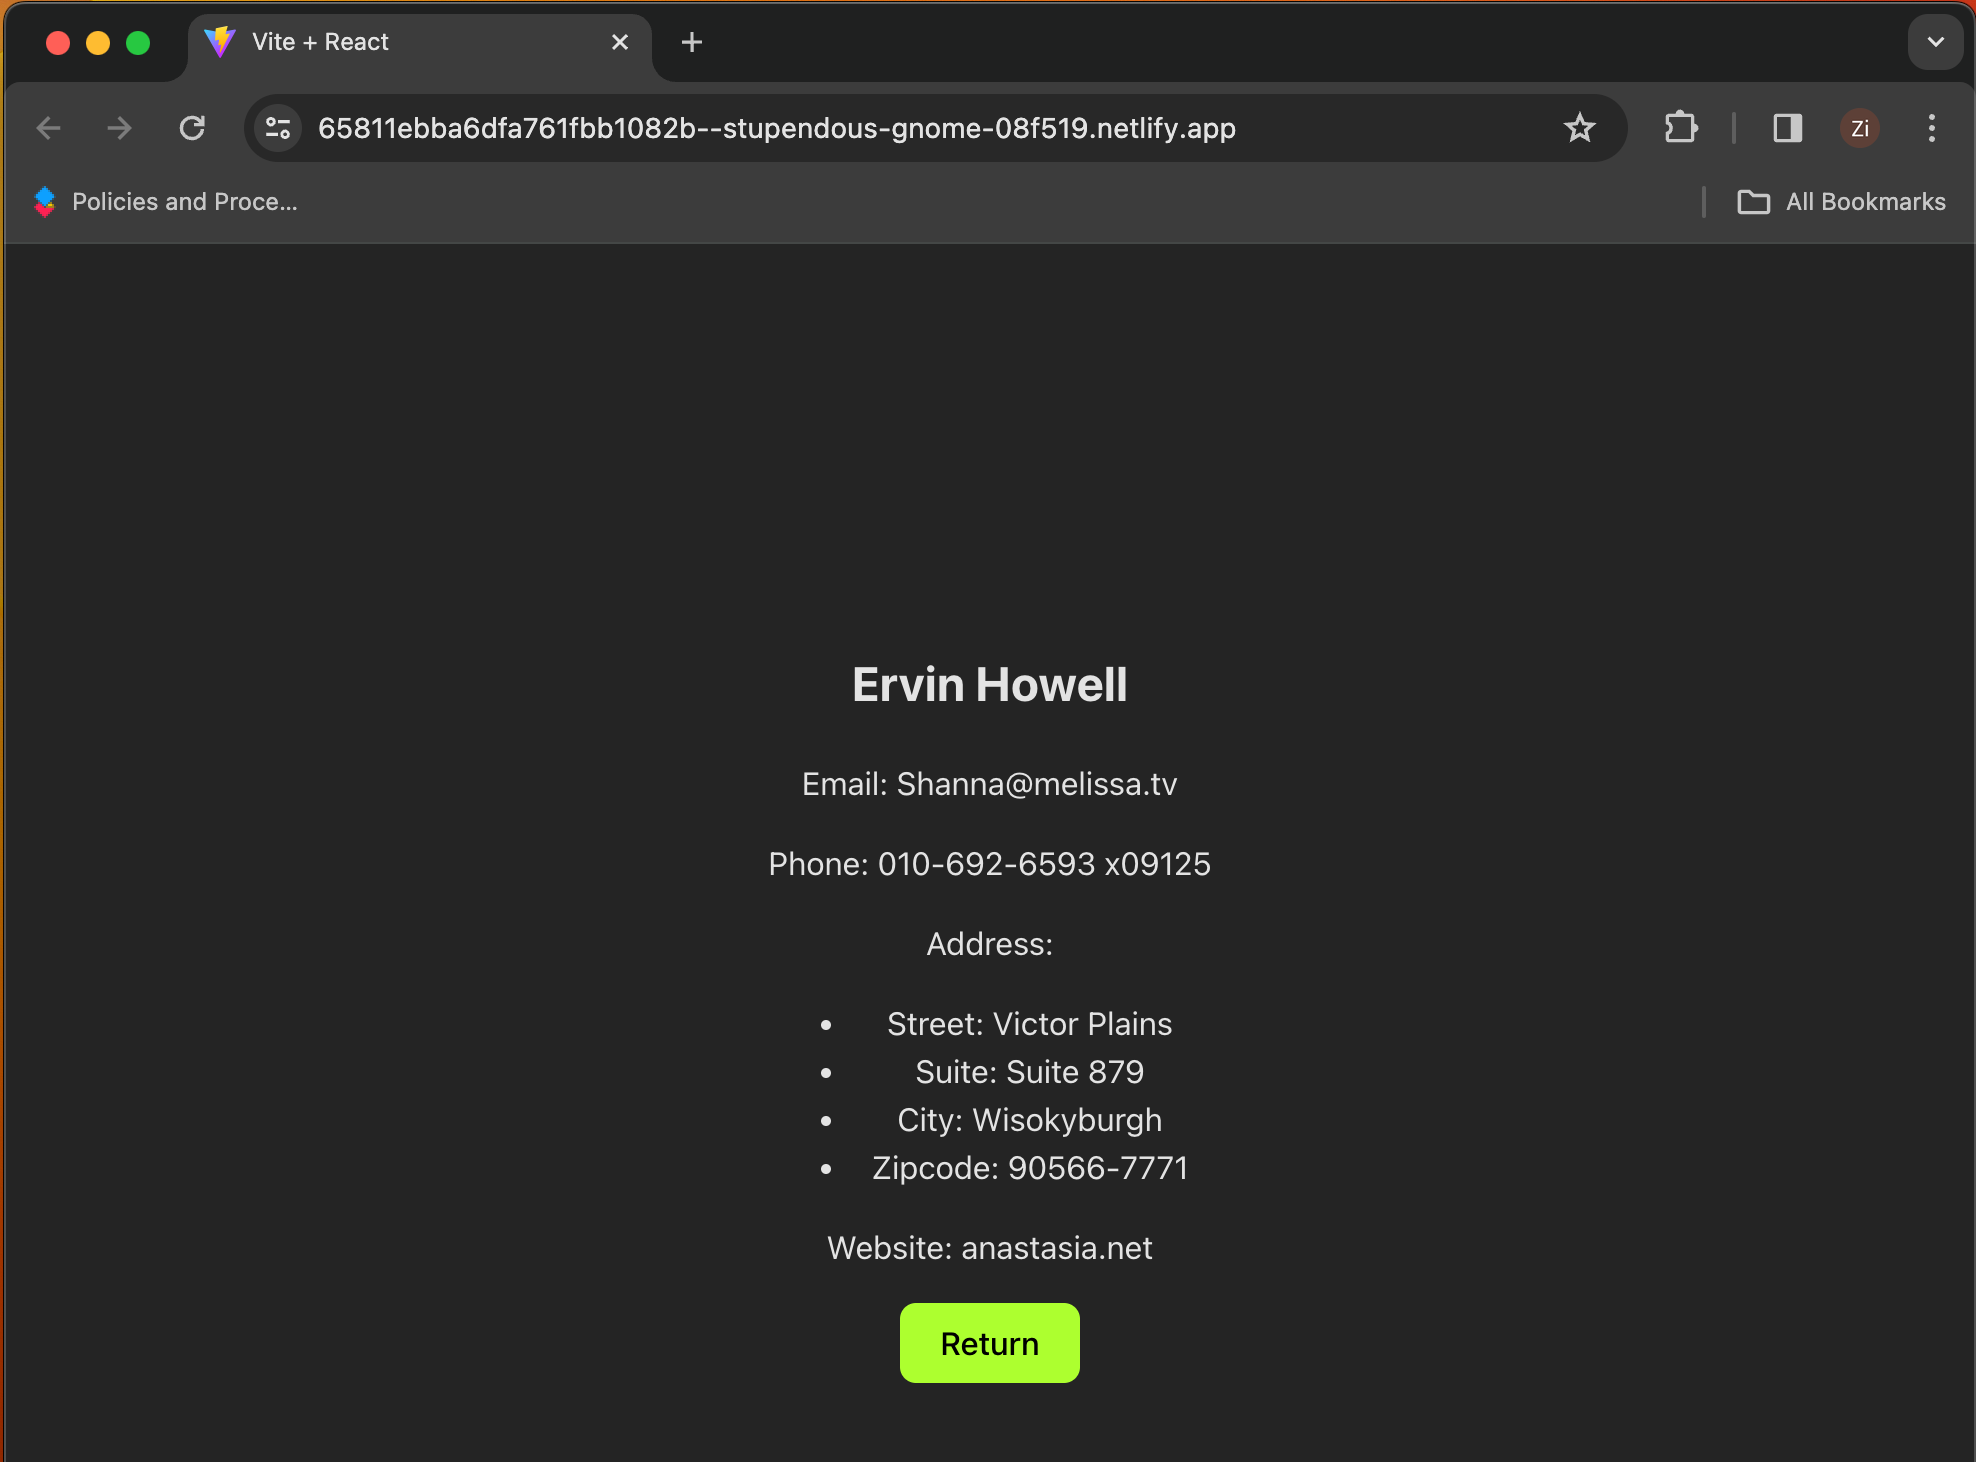 Vite + React
65811ebba6dfa761fbb1082b--stupendous-gnome-08f519.netlify.app
Zi
Policies and Proce...
All Bookmarks
Ervin Howell
Email: Shanna@melissa.tv
Phone: 010-692-6593 x09125
Address:
• Street: Victor Plains
• Suite: Suite 879
• City: Wisokyburgh
• Zipcode: 90566-7771
Website: anastasia.net
Return